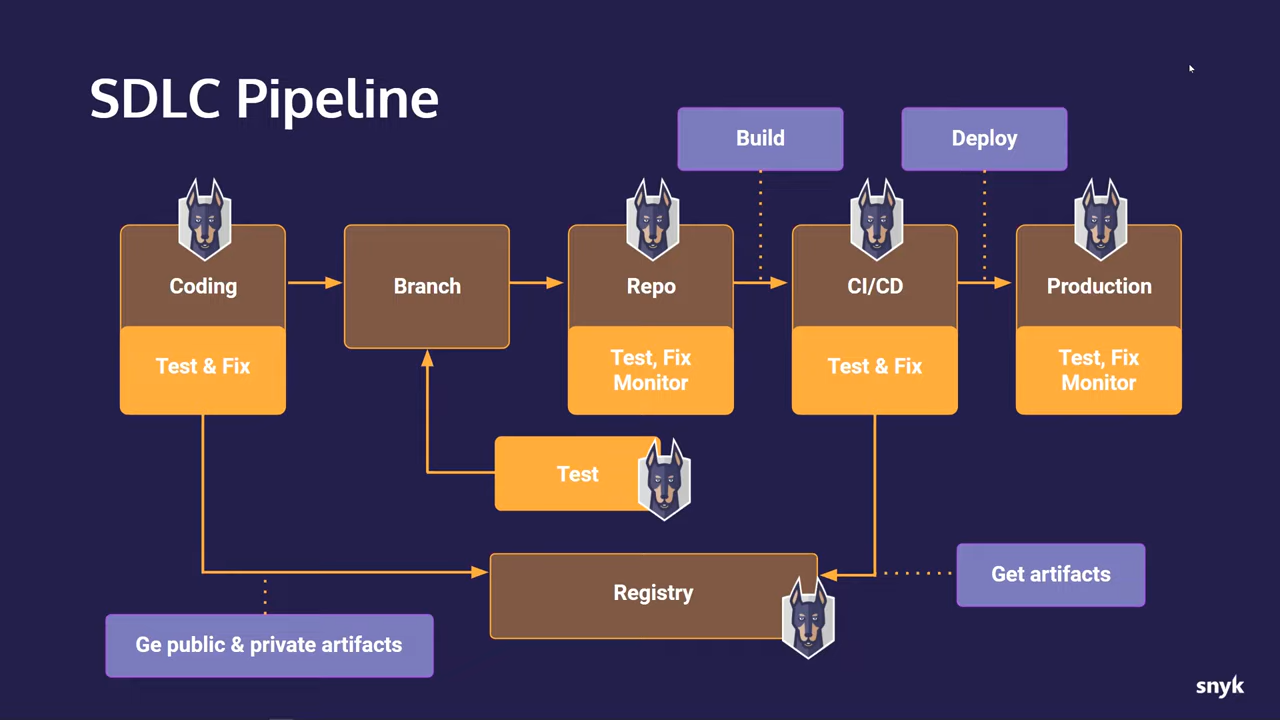 SDLC Pipeline
Build
Deploy
Coding
Branch
Repo
CI/CD
Production
Test & Fix
Test, Fix
Monitor
Test & Fix
Test, Fix
Monitor
Test
Registry
Get artifacts
Ge public & private artifacts
snyk